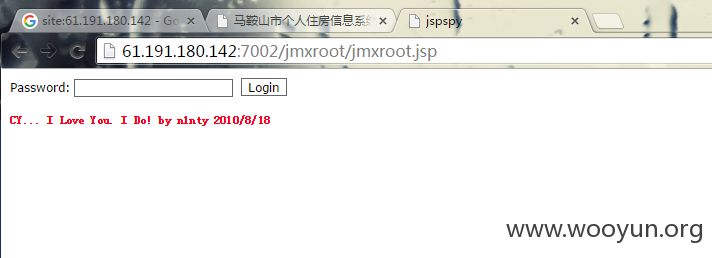 site:61.191.180.142 - Go
马鞍山市个人住房信息系统
jspspy
61.191.180.142:7002/jmxroot/jmxroot.jsp
Password:
Login
CY... I Love You. I Do! by n1nty 2010/8/18
www.wooyun.org